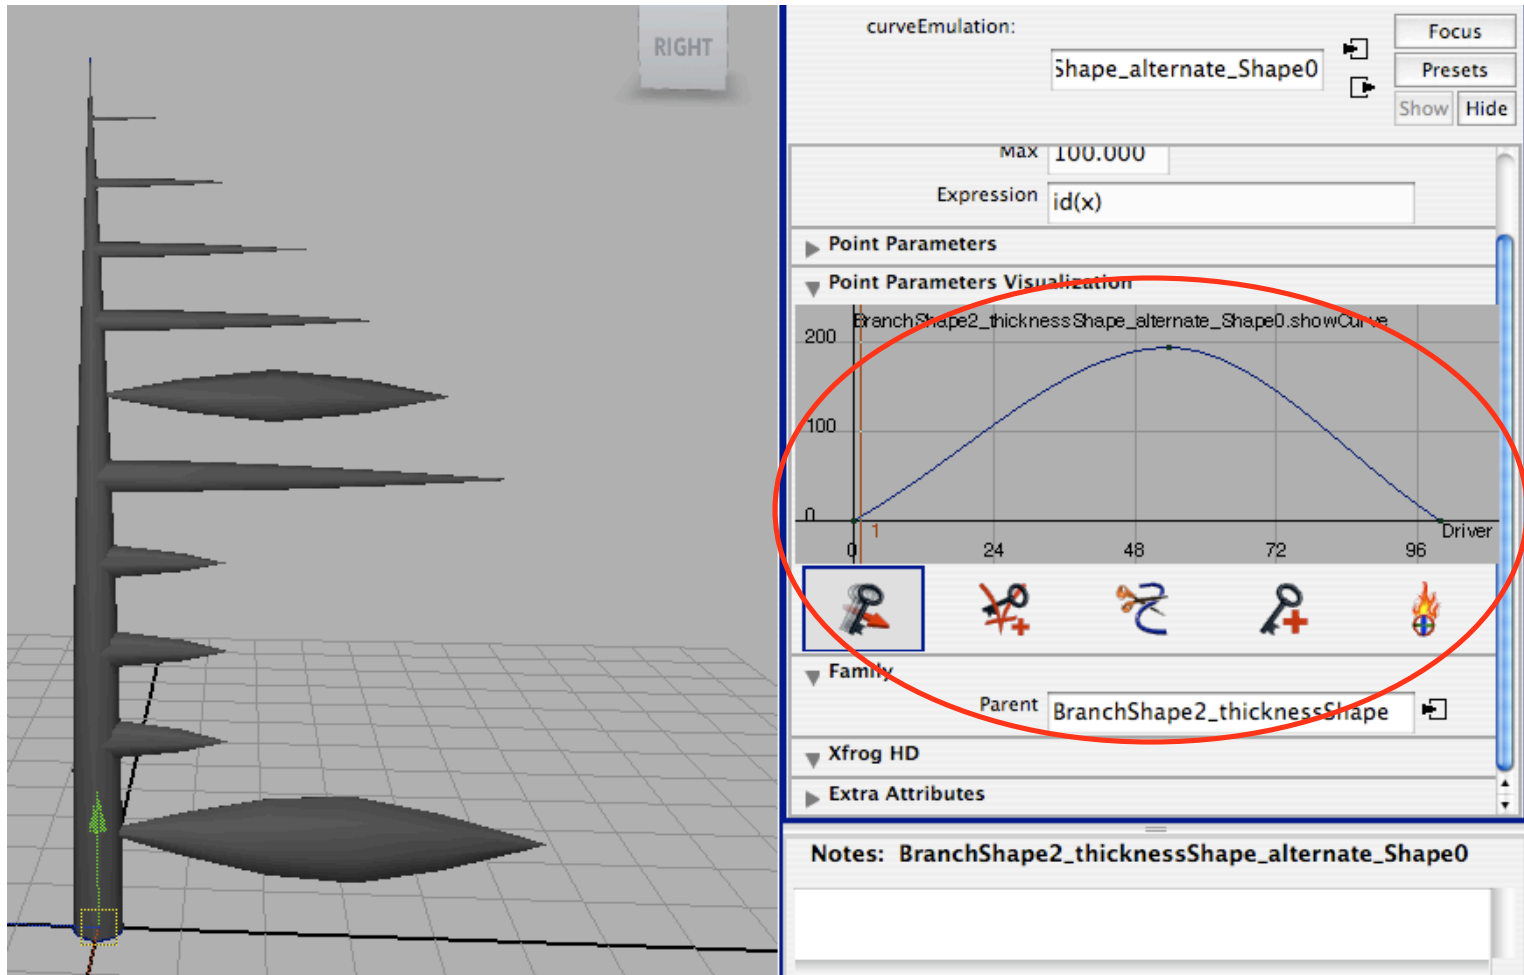 RIGHT
curveEmulation:
Shape_alternate_Shape0
Focus
Presets
Show Hide
Max 100.000
Expression id(x)
Point Parameters
Point Parameters Visualization
BranchShape2_thicknessShape_alternate_Shape0.showCurve
200
100
0
1
Driver
0 24 48 72 96
Family
Parent BranchShape2_thicknessShape
Xfrog HD
Extra Attributes
Notes: BranchShape2_thicknessShape_alternate_Shape0